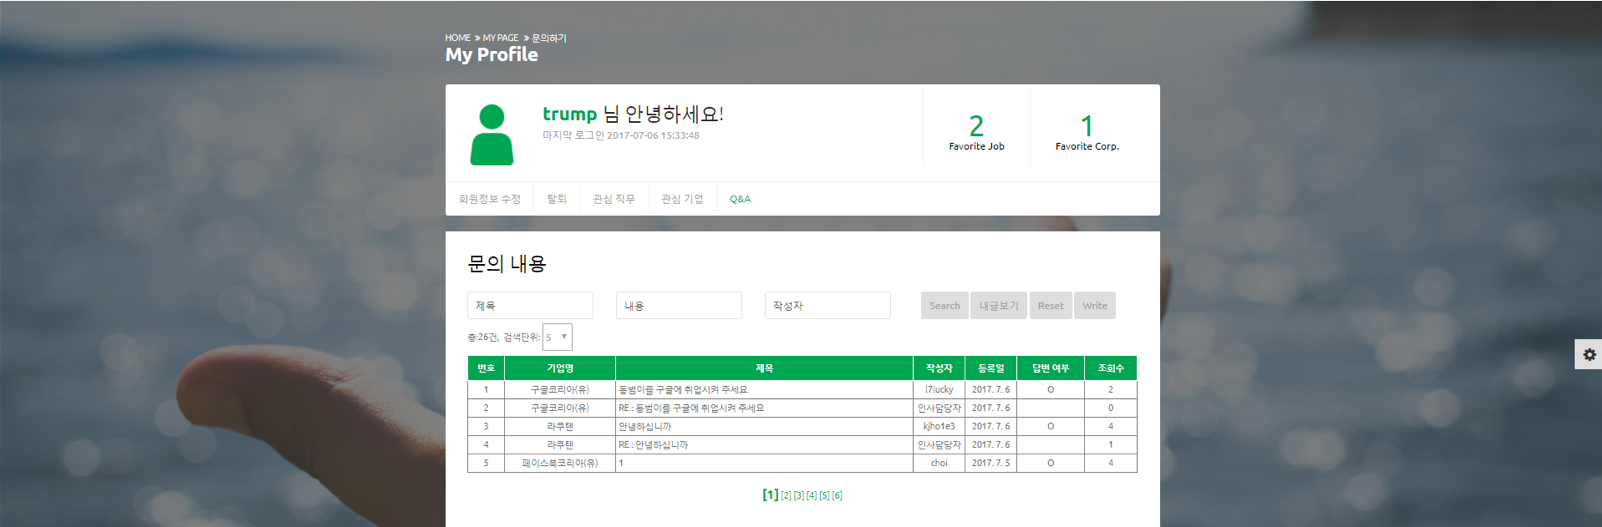 HOME » MY PAGE » 문의하기
My Profile
trump 님 안녕하세요!
마지막 로그인 2017-07-06 15:33:48
2
Favorite Job
1
Favorite Corp.
회원정보 수정 탈퇴 관심 직무 관심 기업 Q&A
문의 내용
제목 내용 작성자 Search 내글보기 Reset Write
총:26건, 검색단위: 5
번호 기업명 제목 작성자 등록일 답변 여부 조회수
1 구글코리아(유) 동범이를 구글에 취업시켜 주세요 l7lucky 2017. 7. 6 O 2
2 구글코리아(유) RE : 동범이를 구글에 취업시켜 주세요 인사담당자 2017. 7. 6 0
3 라쿠텐 안녕하십니까 kjho1e3 2017. 7. 6 O 4
4 라쿠텐 RE : 안녕하십니까 인사담당자 2017. 7. 6 1
5 페이스북코리아(유) 1 choi 2017. 7. 5 O 4
[1] [2] [3] [4] [5] [6]